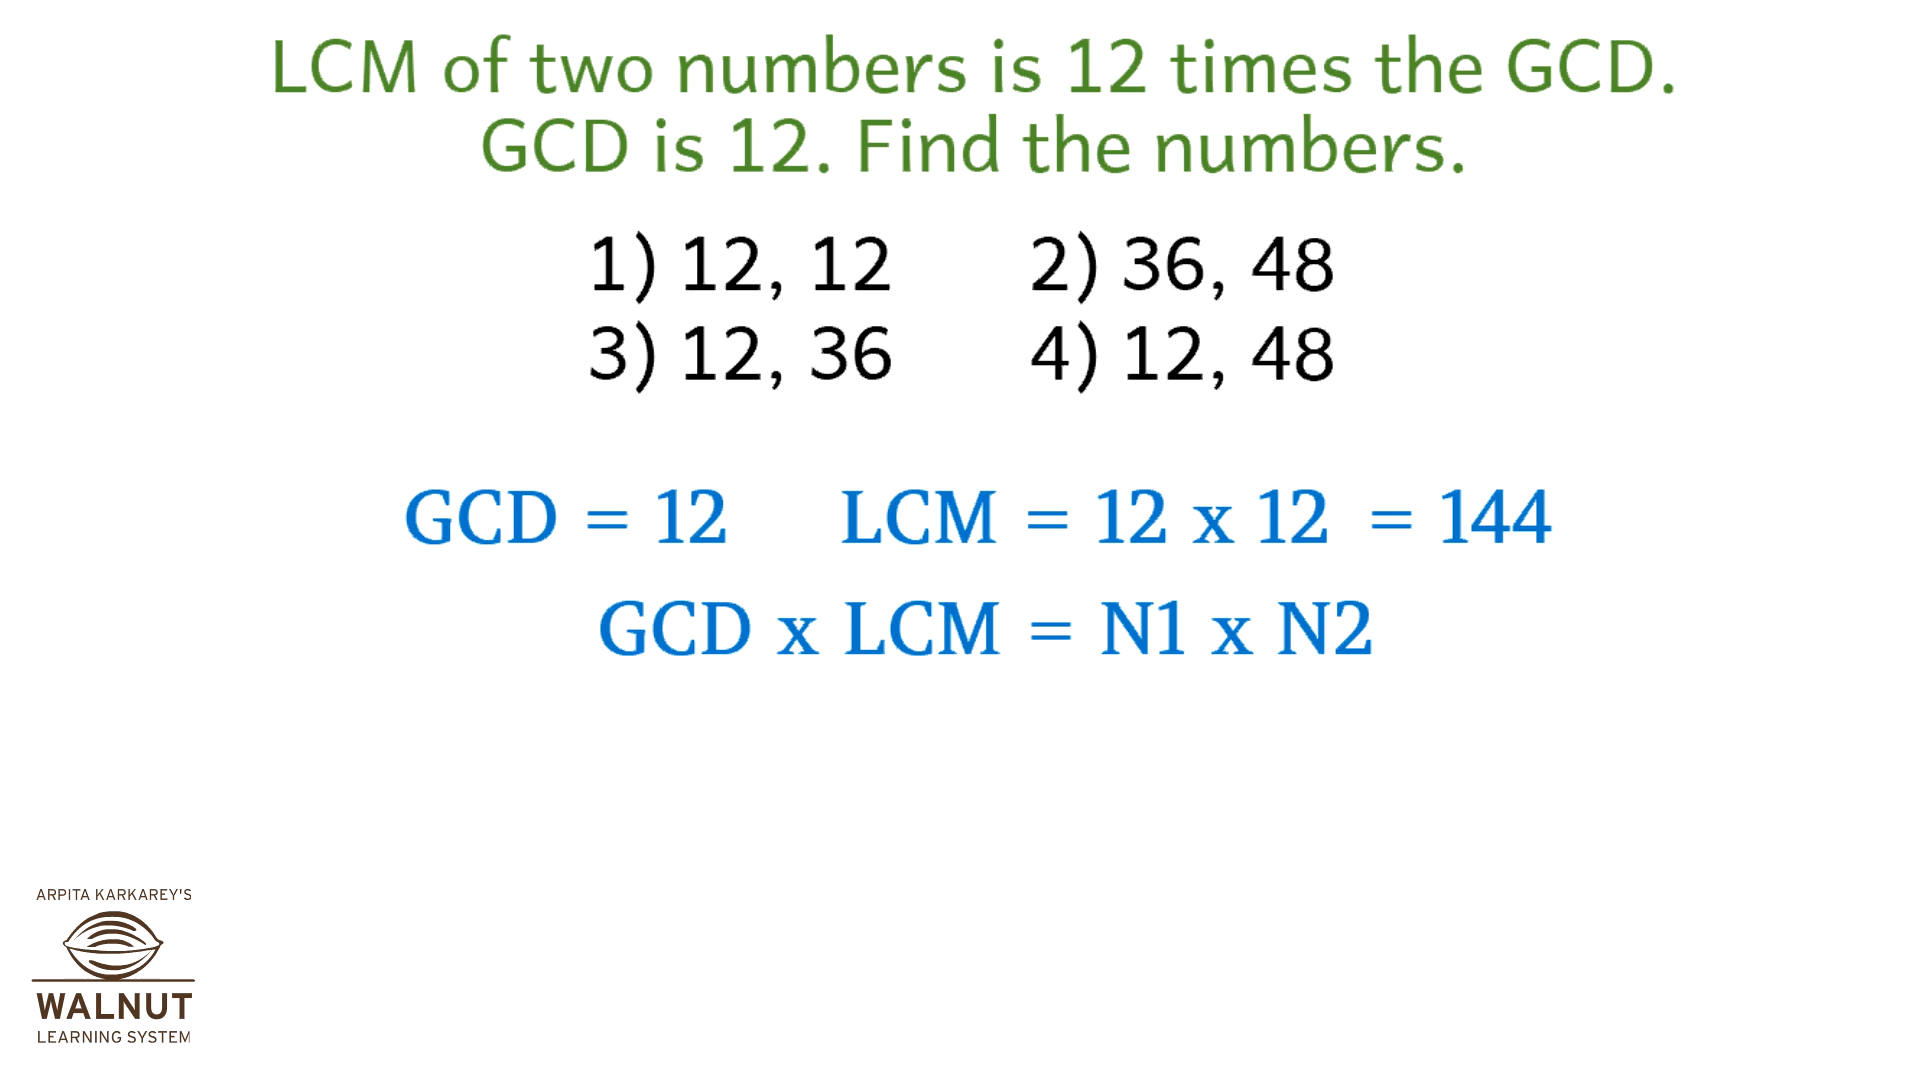 LCM of two numbers is 12 times the GCD.
GCD is 12. Find the numbers.
1) 12, 12 2) 36, 48
3) 12, 36 4) 12, 48
GCD = 12 LCM = 12 x 12 = 144
GCD x LCM = N1 x N2
ARPITA KARKAREY'S
WALNUT
LEARNING SYSTEM